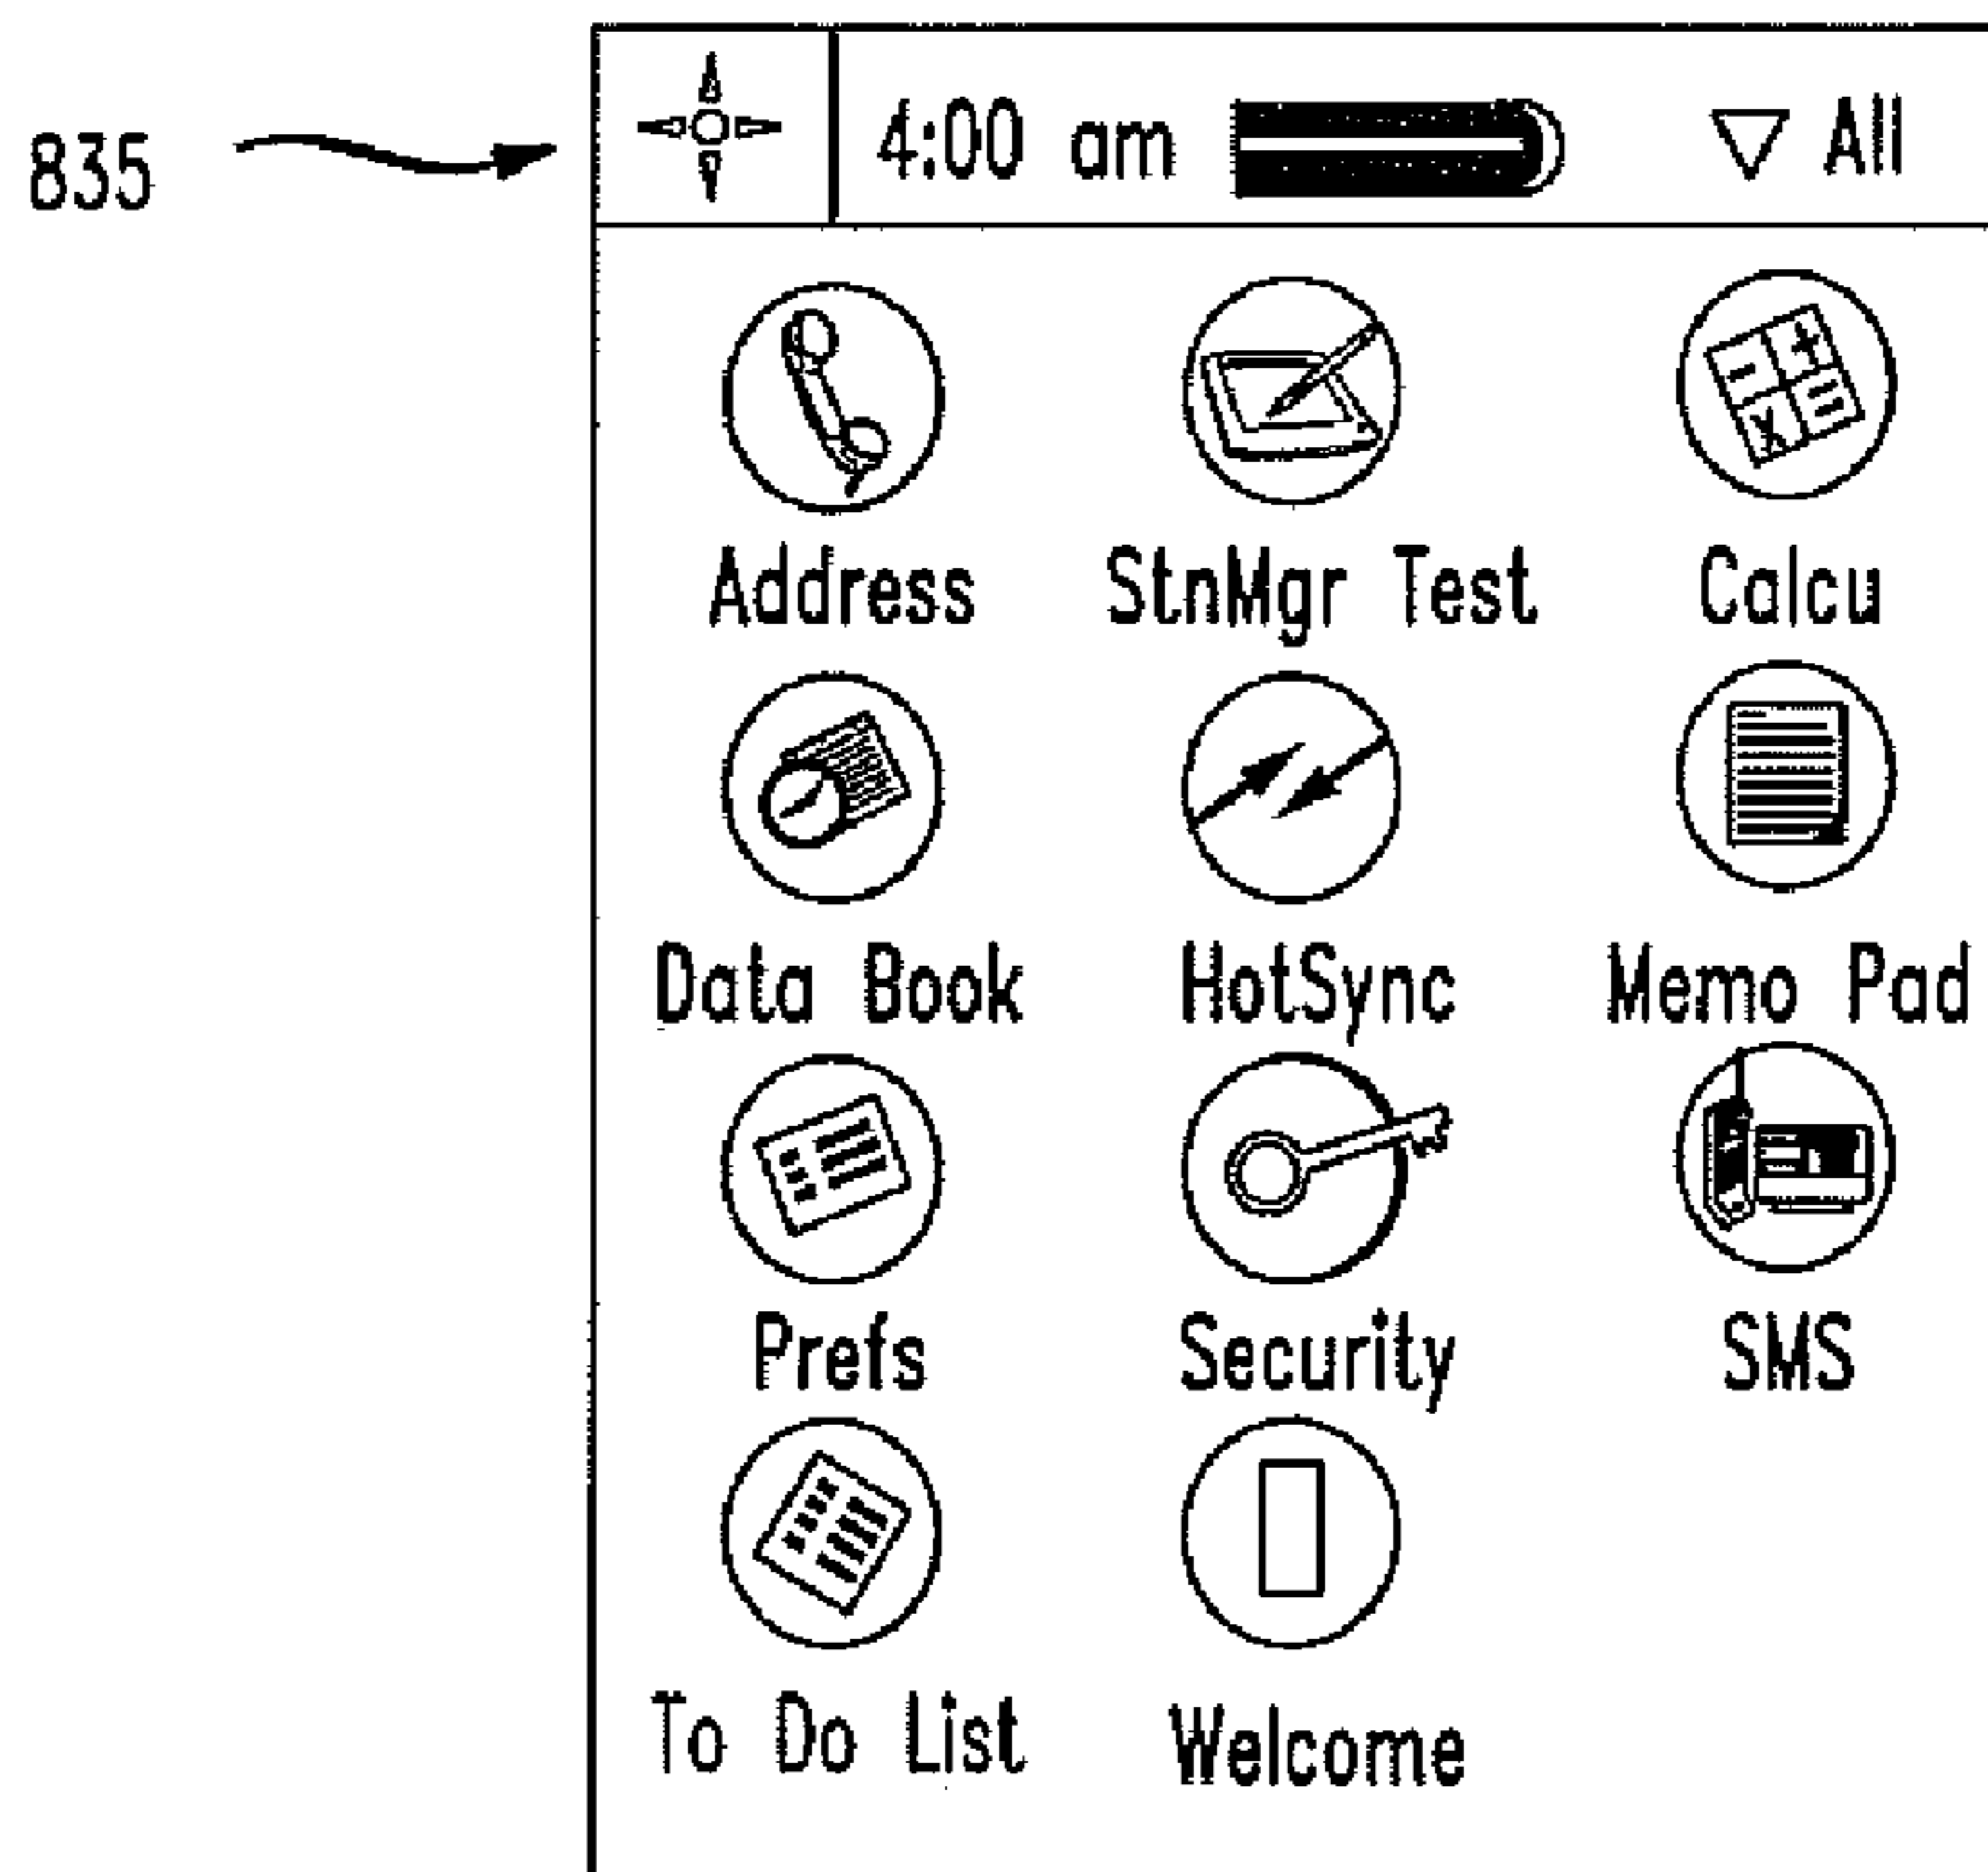 835 4:00 am All
Address StnMgr Test Calcu
Data Book HotSync Memo Pad
Prefs Security SMS
To Do List Welcome